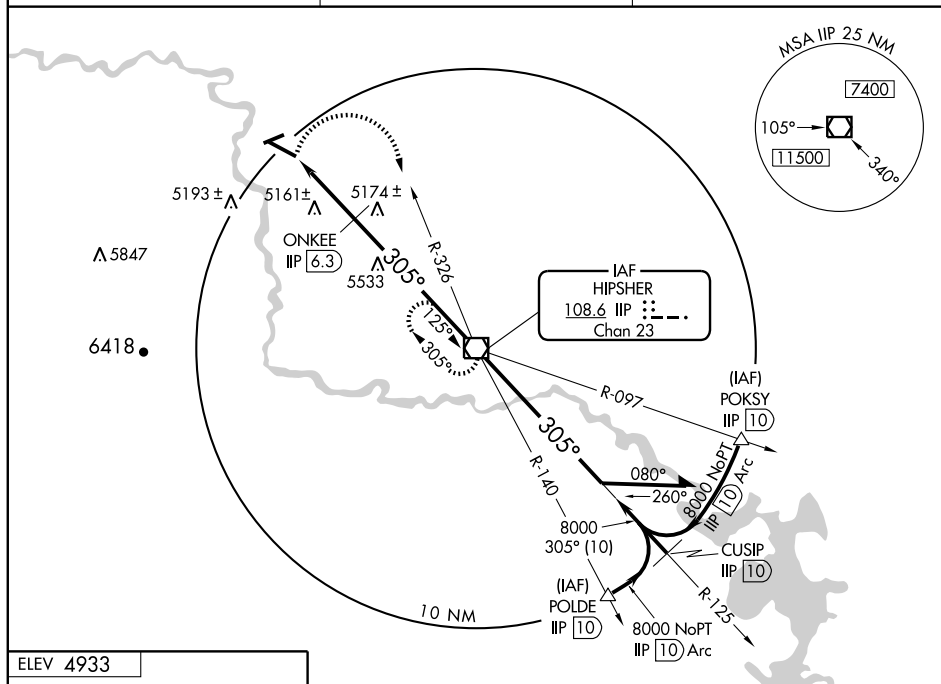 MSA IIP 25 NM
7400
105°
11500
340°
5193 ±
5161±
5174 ±
5847
ONKEE
IIP 6.3
5533
305°
R-326
125°
305°
6418
IAF
HIPSHER
108.6 IIP
Chan 23
R-097
(IAF)
POKSY
IIP 10
305°
R-140
080°
260°
8000 NoPT
IIP 10 Arc
8000
305° (10)
CUSIP
IIP 10
(IAF)
POLDE
IIP 10
R-125
10 NM
8000 NoPT
IIP 10 Arc
ELEV 4933